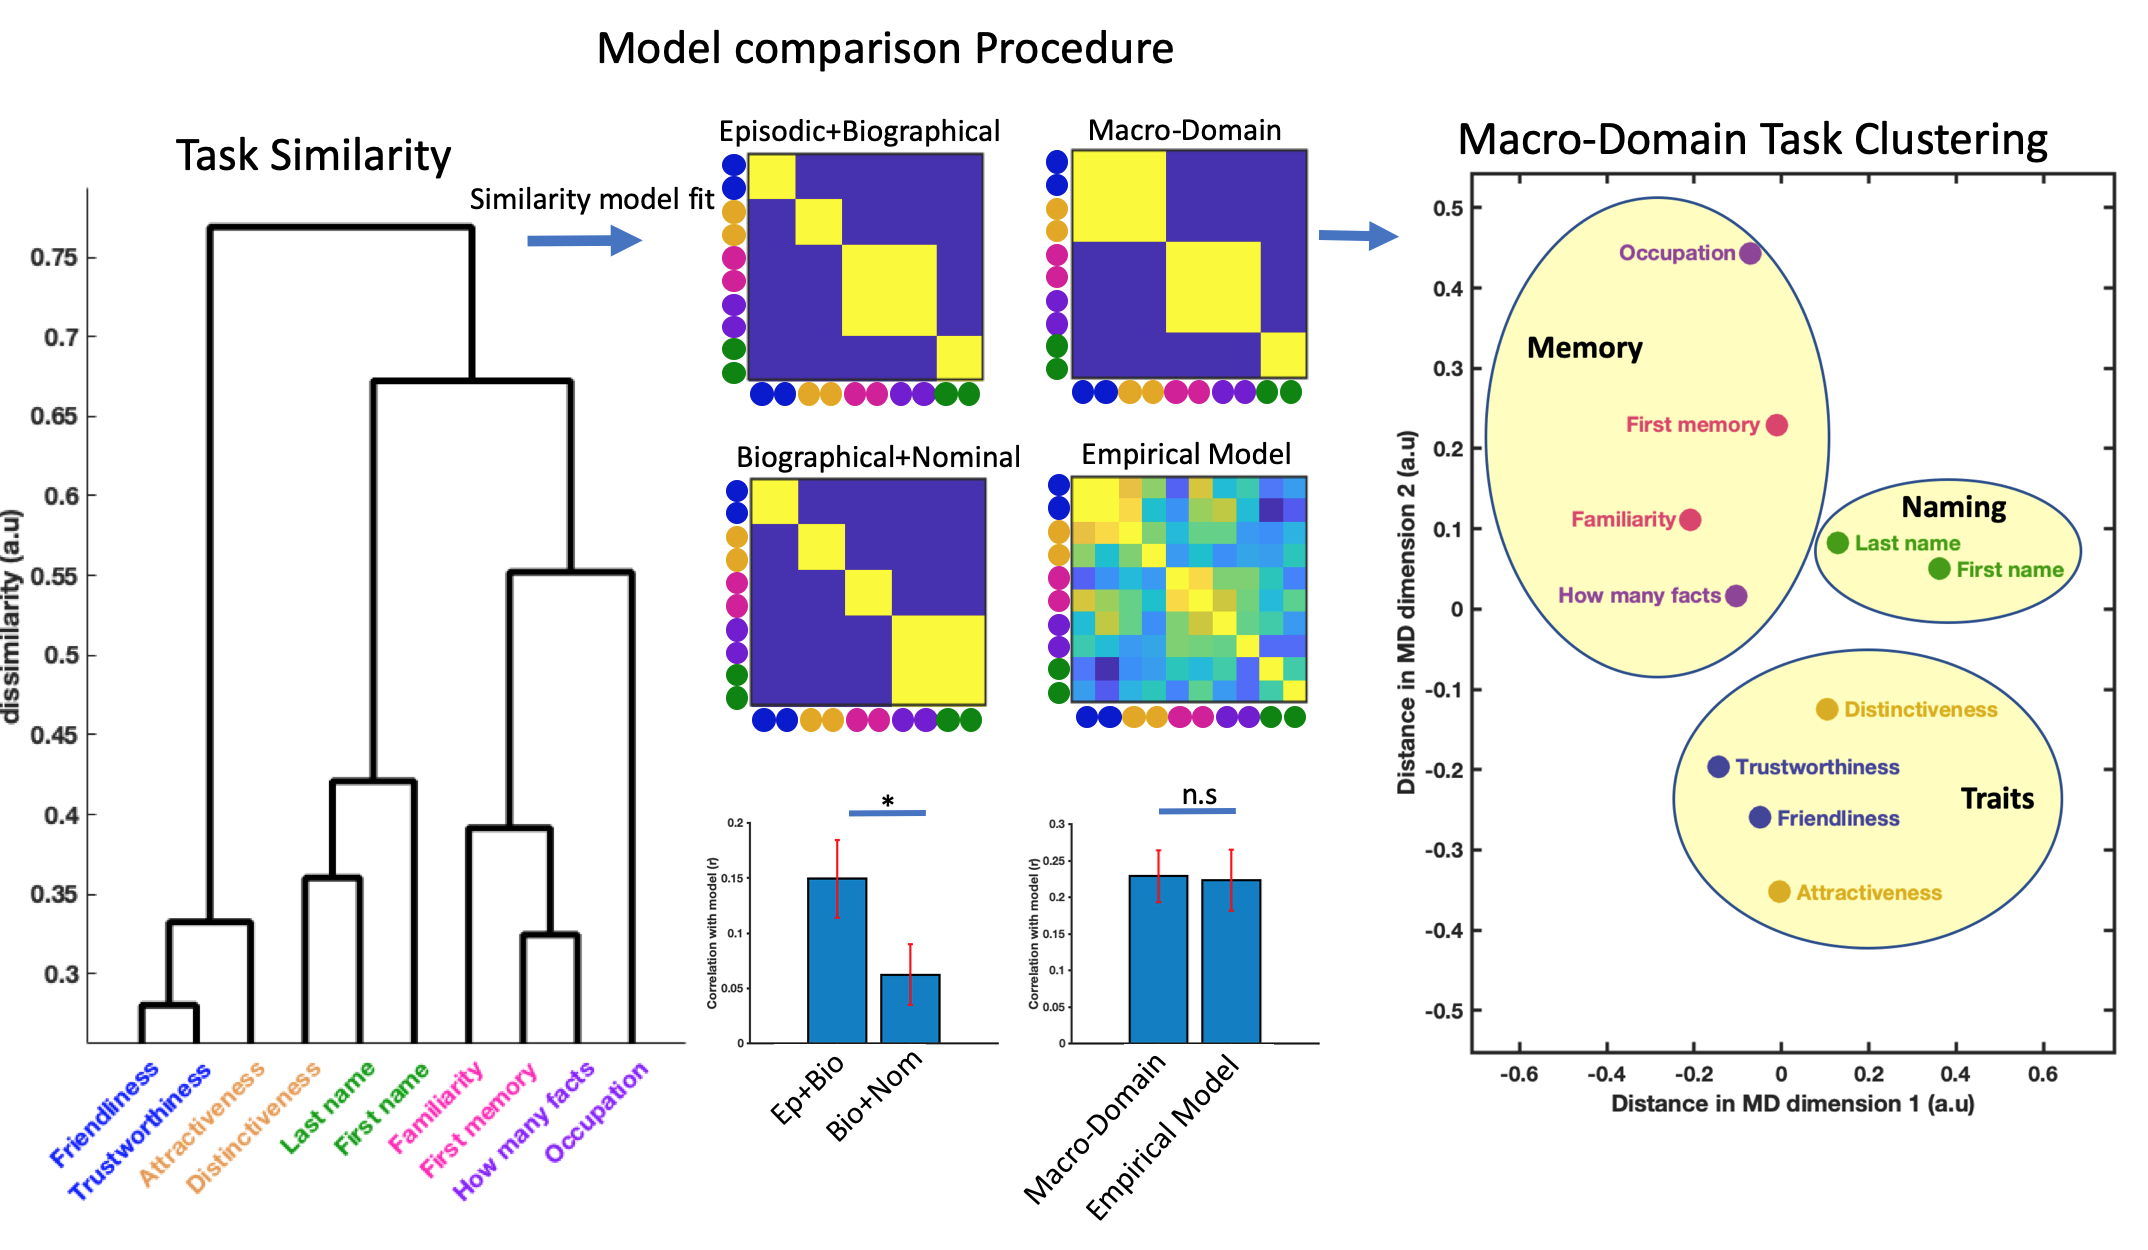 Model comparison Procedure
Task Similarity
Similarity model fit
dissimilarity (a.u)
0.75
0.7
0.65
0.6
0.55
0.5
0.45
0.4
0.35
0.3
Friendliness
Trustworthiness
Attractiveness
Distinctiveness
Last name
First name
Familiarity
First memory
How many facts
Occupation
Episodic+Biographical
Macro-Domain
Biographical+Nominal
Empirical Model
*
Correlation with model (r)
0.2
0.15
0.1
0.05
0
Ep+Bio
Bio+Nom
n.s
Correlation with model (r)
0.3
0.25
0.2
0.15
0.1
0.05
0
Macro-Domain
Empirical Model
Macro-Domain Task Clustering
Distance in MD dimension 2 (a.u)
0.5
0.4
0.3
0.2
0.1
0
-0.1
-0.2
-0.3
-0.4
-0.5
Occupation
Memory
First memory
Familiarity
How many facts
Naming
Last name
First name
Distinctiveness
Trustworthiness
Traits
Friendliness
Attractiveness
-0.6
-0.4
-0.2
0
0.2
0.4
0.6
Distance in MD dimension 1 (a.u)